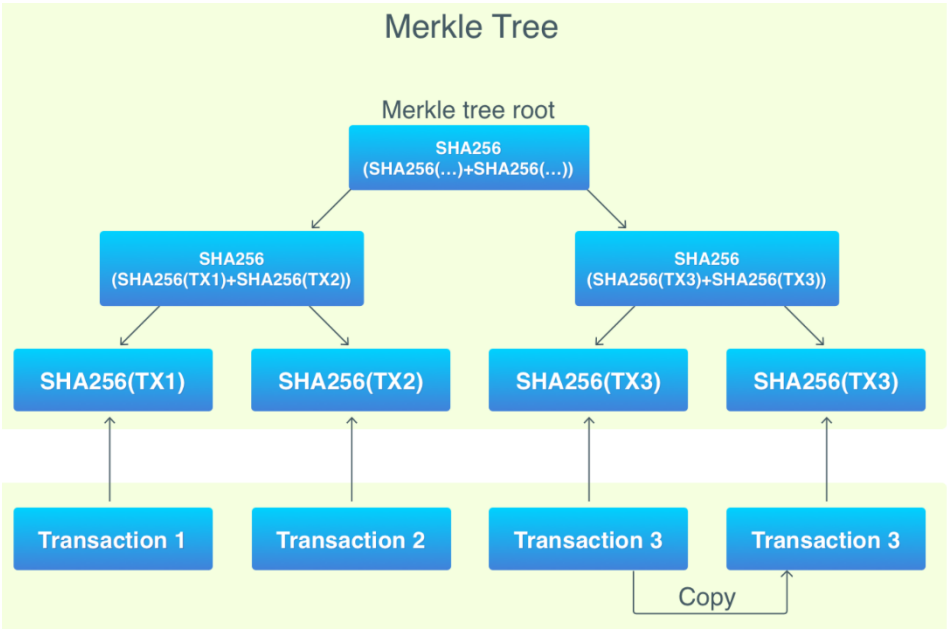 Merkle Tree
Merkle tree root
SHA256
(SHA256(...)+SHA256(...))
SHA256
(SHA256(TX1)+SHA256(TX2))
SHA256
(SHA256(TX3)+SHA256(TX3))
SHA256(TX1)
SHA256(TX2)
SHA256(TX3)
SHA256(TX3)
Transaction 1
Transaction 2
Transaction 3
Transaction 3
Copy